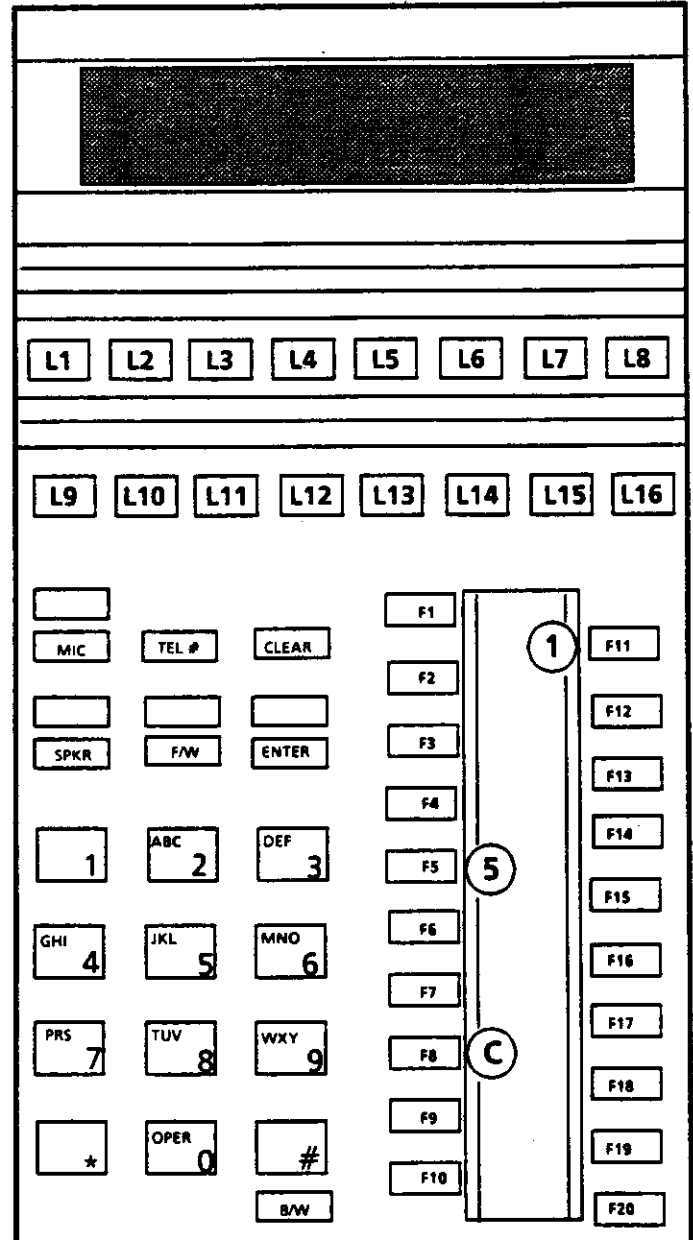 L1 L2 L3 L4 L5 L6 L7 L8
L9 L10 L11 L12 L13 L14 L15 L16
MIC TEL # CLEAR
SPKR F/W ENTER
1 ABC 2 DEF 3
GHI 4 JKL 5 MNO 6
PRS 7 TUV 8 WXY 9
* OPER 0 #
B/W
F1
F2
F3
F4
F5 5
F6
F7
F8 C
F9
F10
1 F11
F12
F13
F14
F15
F16
F17
F18
F19
F20